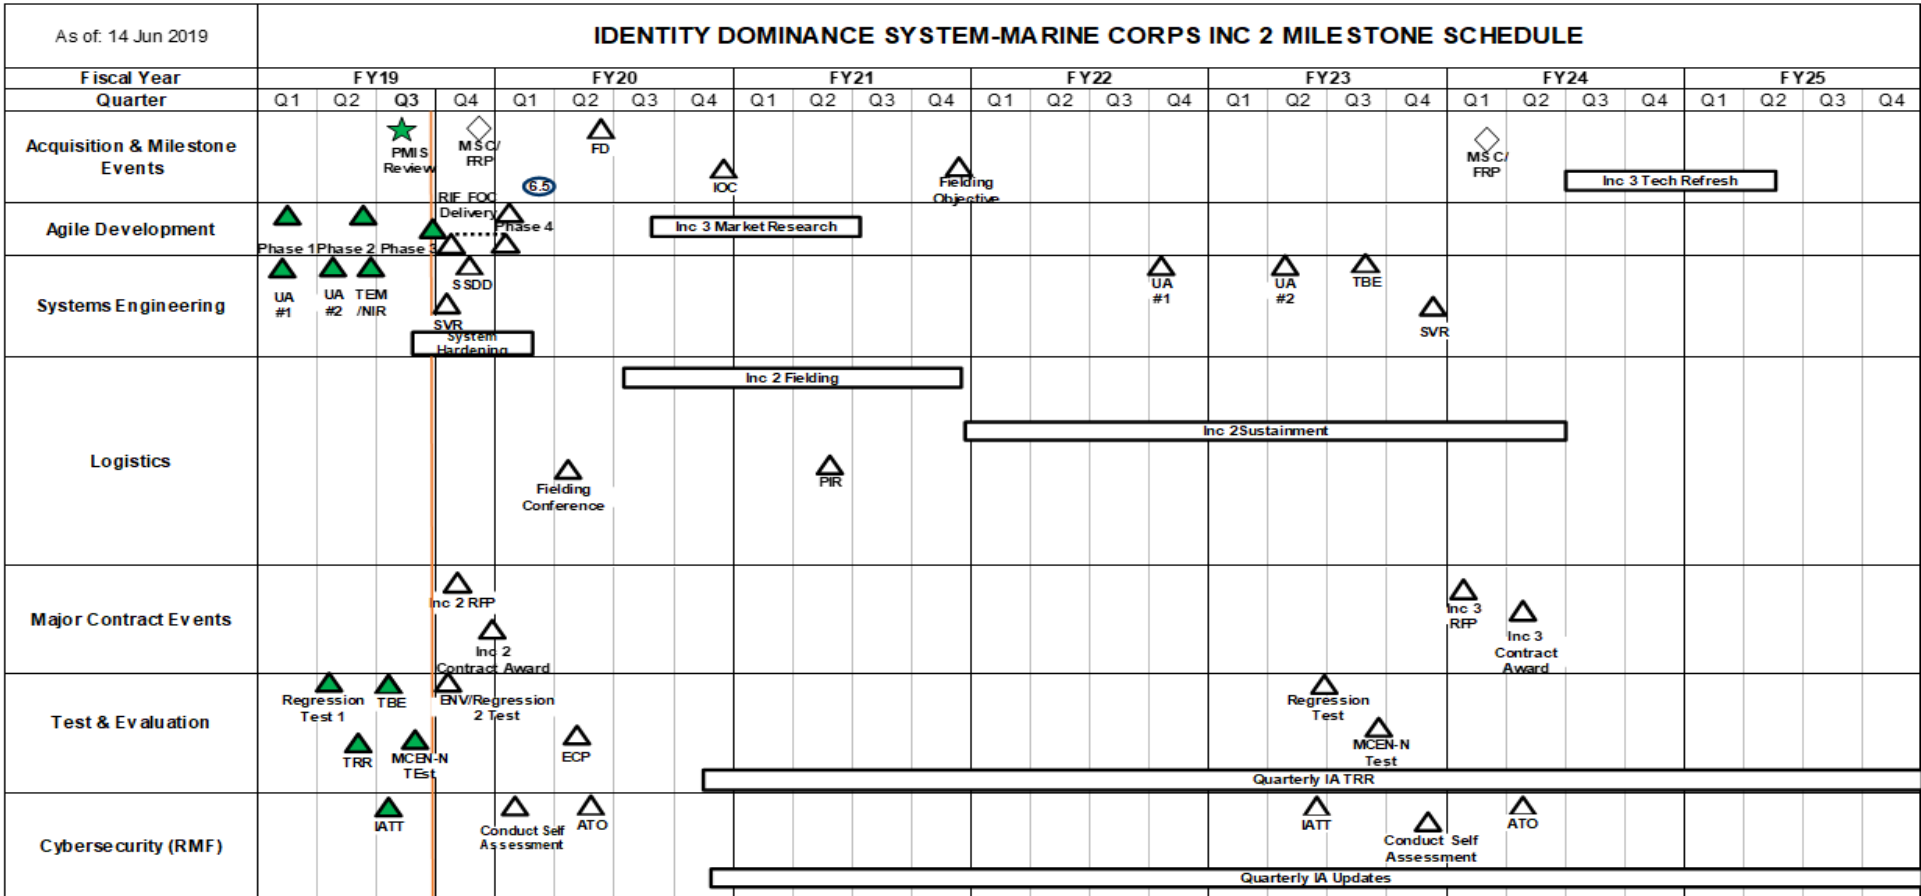 As of: 14 Jun 2019
IDENTITY DOMINANCE SYSTEM-MARINE CORPS INC 2 MILESTONE SCHEDULE
Fiscal Year FY19 FY20 FY21 FY22 FY23 FY24 FY25
Quarter Q1 Q2 Q3 Q4 Q1 Q2 Q3 Q4 Q1 Q2 Q3 Q4 Q1 Q2 Q3 Q4 Q1 Q2 Q3 Q4 Q1 Q2 Q3 Q4 Q1 Q2 Q3 Q4
Acquisition & Milestone
Events
PMIS
Review
MSC/
FRP
6.5
FD
IOC
Fielding
Objective
MSC/
FRP
Inc 3 Tech Refresh
Agile Development
Phase 1 Phase 2 Phase 3
RIF FOC
Delivery
Phase 4
Inc 3 Market Research
Systems Engineering
UA
#1
UA
#2
TEM
/NIR
SSDD
SVR
System
Hardening
UA
#1
UA
#2
TBE
SVR
Logistics
Inc 2 Fielding
Inc 2Sustainment
Fielding
Conference
PIR
Major Contract Events
Inc 2 RFP
Inc 2
Contract Award
Inc 3
RFP
Inc 3
Contract
Award
Test & Evaluation
Regression
Test 1
TBE
ENV/Regression
2 Test
TRR
MCEN-N
TEst
ECP
Regression
Test
MCEN-N
Test
Quarterly IA TRR
Cybersecurity (RMF)
IATT
Conduct Self
Assessment
ATO
IATT
Conduct Self
Assessment
ATO
Quarterly IA Updates